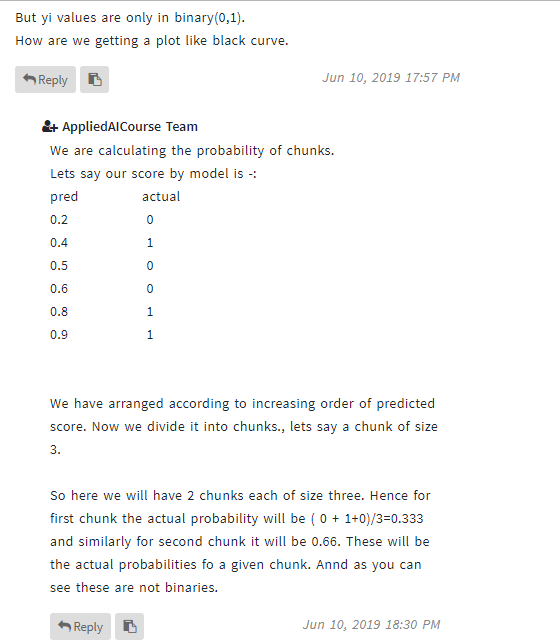 But yi values are only in binary(0,1).
How are we getting a plot like black curve.
Reply
Jun 10, 2019 17:57 PM
AppliedAICourse Team
We are calculating the probability of chunks.
Lets say our score by model is -:
pred actual
0.2 0
0.4 1
0.5 0
0.6 0
0.8 1
0.9 1
We have arranged according to increasing order of predicted
score. Now we divide it into chunks., lets say a chunk of size
3.
So here we will have 2 chunks each of size three. Hence for
first chunk the actual probability will be ( 0 + 1+0)/3=0.333
and similarly for second chunk it will be 0.66. These will be
the actual probabilities fo a given chunk. Annd as you can
see these are not binaries.
Reply
Jun 10, 2019 18:30 PM